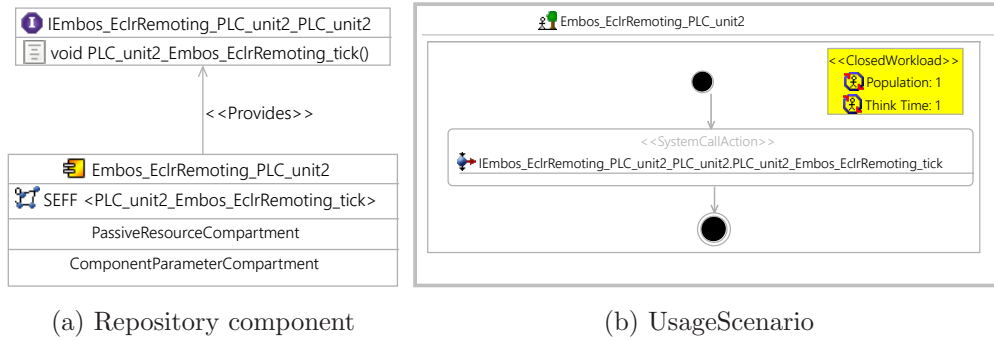 IEmbos_EclrRemoting_PLC_unit2_PLC_unit2
void PLC_unit2_Embos_EclrRemoting_tick()
<<Provides>>
Embos_EclrRemoting_PLC_unit2
SEFF <PLC_unit2_Embos_EclrRemoting_tick>
PassiveResourceCompartment
ComponentParameterCompartment
(a) Repository component
Embos_EclrRemoting_PLC_unit2
<<ClosedWorkload>>
Population: 1
Think Time: 1
<<SystemCallAction>>
IEmbos_EclrRemoting_PLC_unit2_PLC_unit2.PLC_unit2_Embos_EclrRemoting_tick
(b) UsageScenario